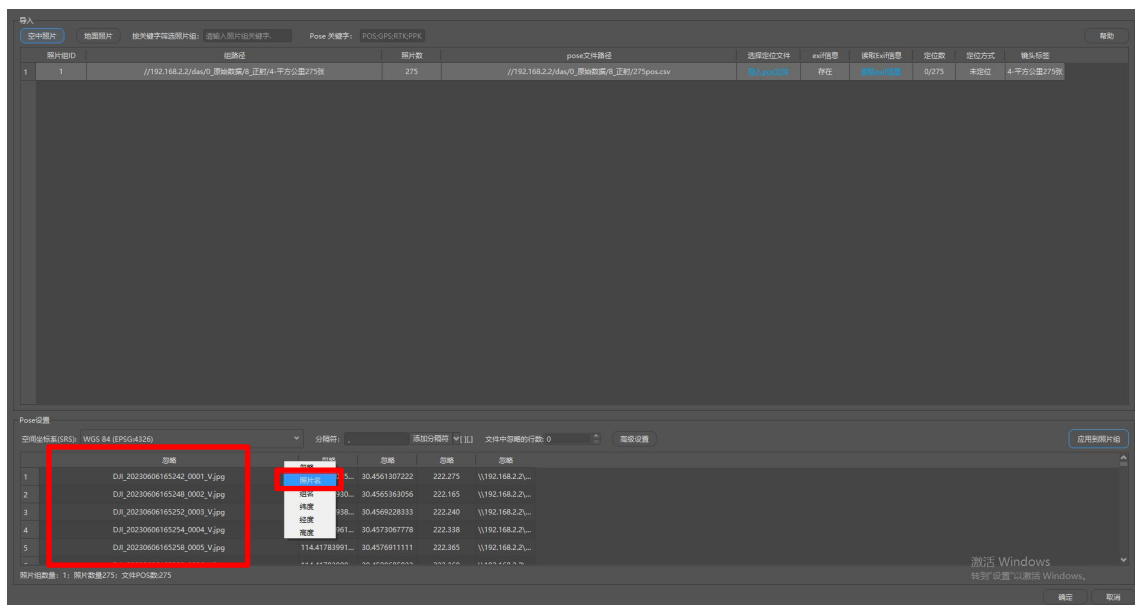 导入
空中照片 地面照片 按关键字筛选照片组: 请输入照片组关键字. Pose 关键字: POS;GPS;RTK;PPK 帮助
照片组ID 组路径 照片数 pose文件路径 选择定位文件 exif信息 读取Exif信息 定位数 定位方式 镜头标签
1 1 //192.168.2.2/das/0_原始数据/8_正射/4-平方公里275张 275 //192.168.2.2/das/0_原始数据/8_正射/275pos.csv 存在 0/275 未定位 4-平方公里275张
Pose设置
空间坐标系(SRS): WGS 84 (EPSG:4326) 分隔符: , 添加分隔符 [ ][,] 文件中忽略的行数: 0 高级设置 应用到照片组
忽略 忽略 忽略 忽略
忽略
1 DJI_20230606165242_0001_V.jpg 照片名 5... 30.4561307222 222.275 \\192.168.2.2\...
2 DJI_20230606165248_0002_V.jpg 组名 930... 30.4565363056 222.165 \\192.168.2.2\...
3 DJI_20230606165252_0003_V.jpg 纬度 938... 30.4569228333 222.240 \\192.168.2.2\...
经度
4 DJI_20230606165254_0004_V.jpg 高度 961... 30.4573067778 222.338 \\192.168.2.2\...
5 DJI_20230606165258_0005_V.jpg 114.41783991... 30.4576911111 222.365 \\192.168.2.2\...
激活 Windows
照片组数量: 1; 照片数量275; 文件POS数:275
转到"设置"以激活 Windows。
确定 取消